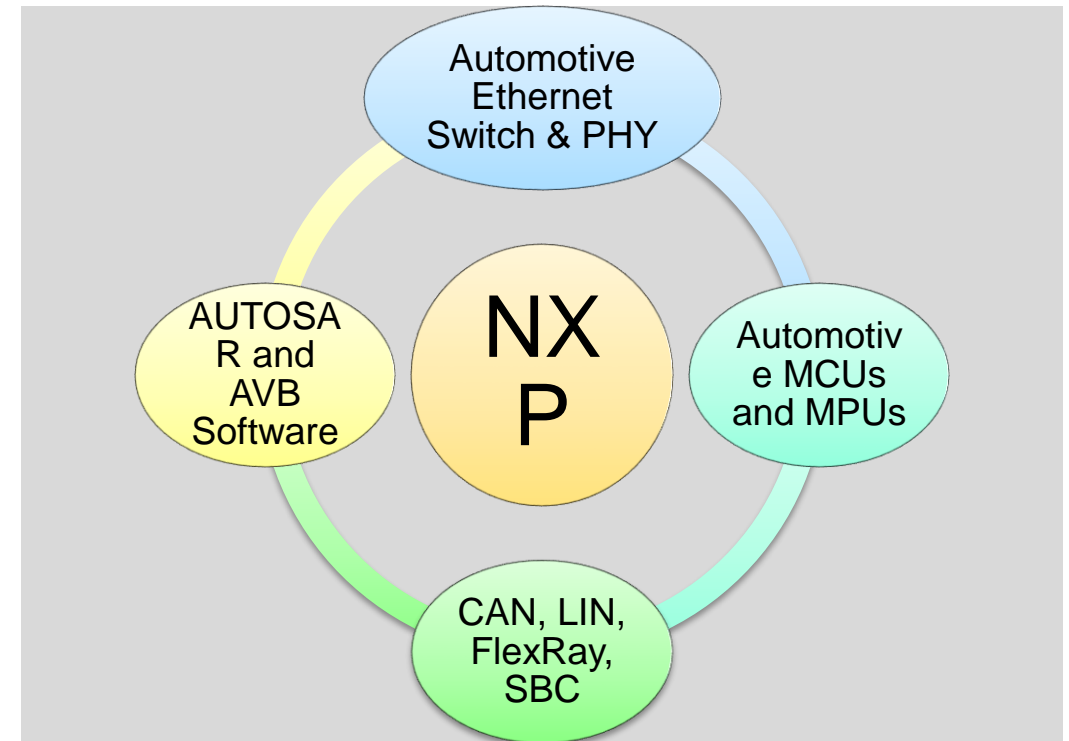 Automotive
Ethernet
Switch & PHY
AUTOSA
R and
AVB
Software
NX
P
Automotiv
e MCUs
and MPUs
CAN, LIN,
FlexRay,
SBC